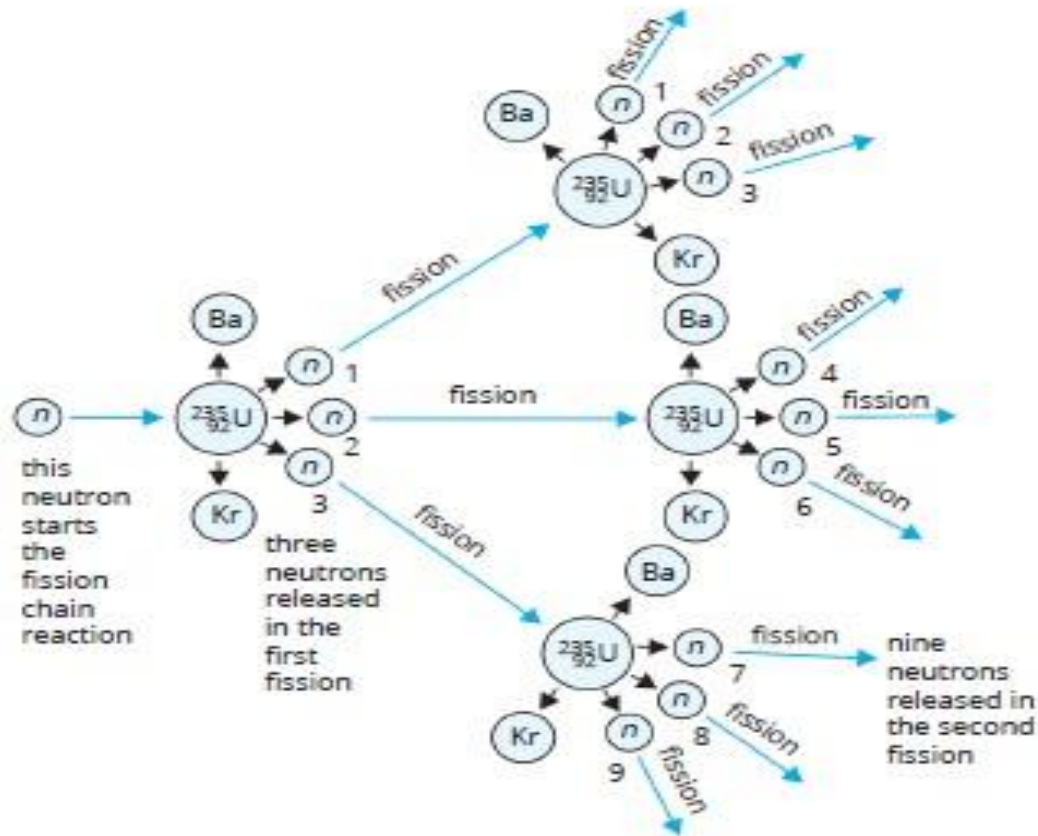 fission
fission
fission
Ba
n
1
n
2
n
3
235
92U
Kr
fission
Ba
n
1
n
2
n
3
235
92U
Kr
n
this
neutron
starts
the
fission
chain
reaction
three
neutrons
released
in the
first
fission
fission
Ba
n
4
n
5
n
6
235
92U
Kr
fission
fission
fission
fission
Ba
235
92U
n
7
n
8
n
9
Kr
fission
fission
fission
nine
neutrons
released in
the second
fission